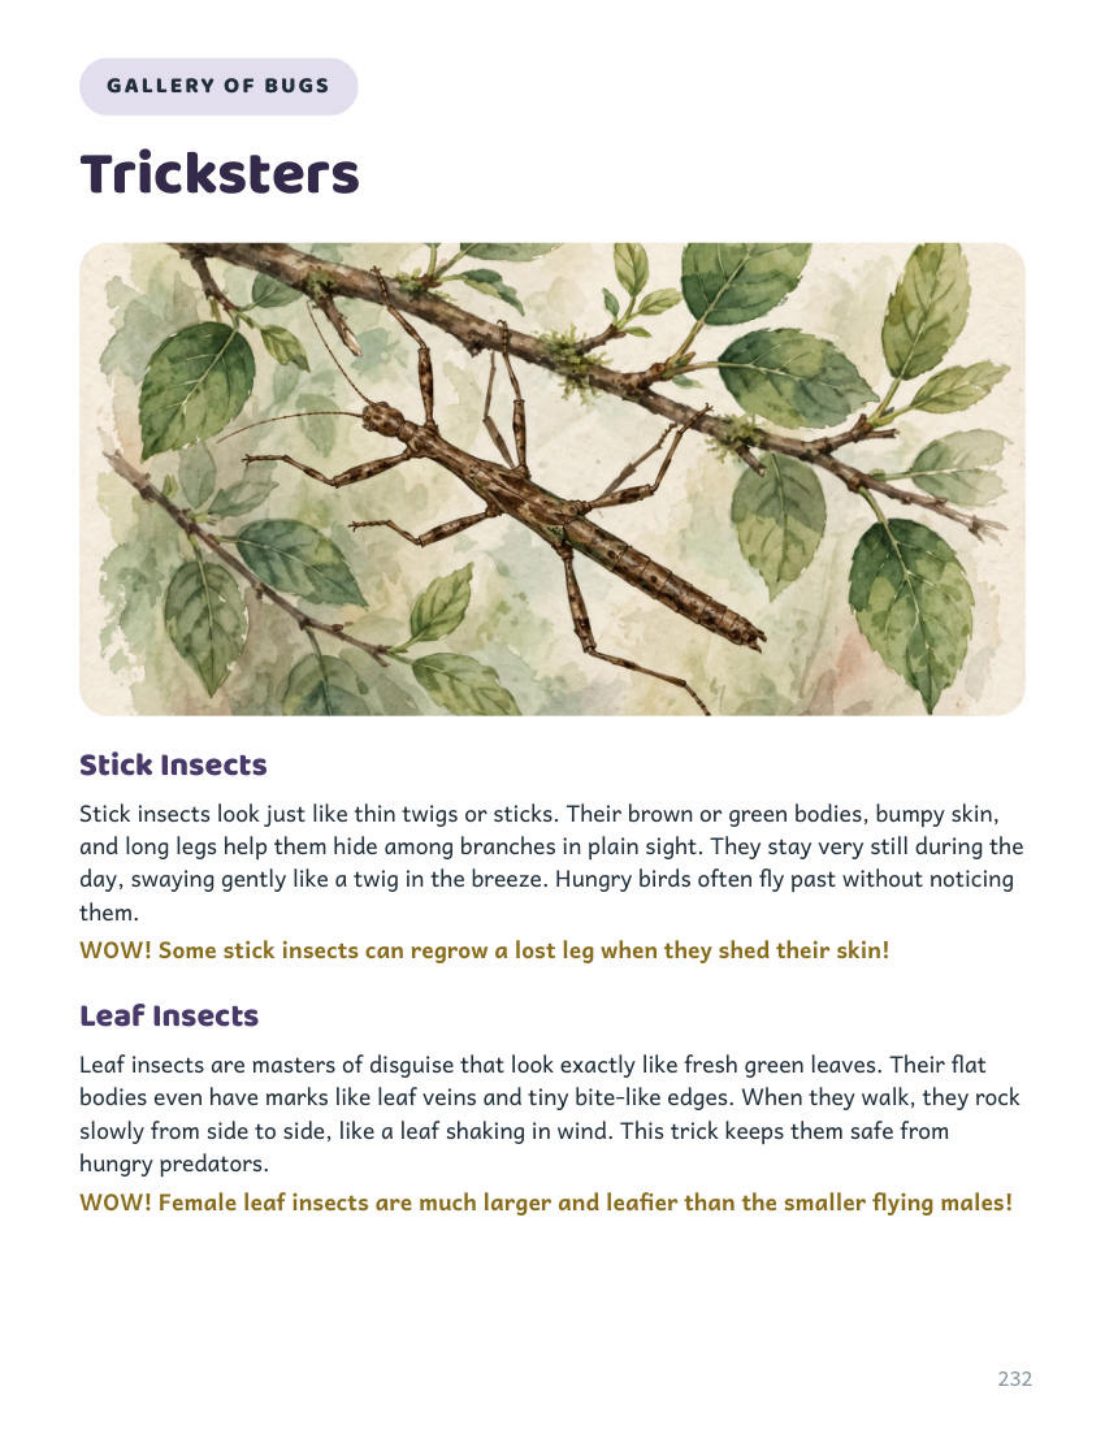 GALLERY OF BUGS
Tricksters
Stick Insects
Stick insects look just like thin twigs or sticks. Their brown or green bodies, bumpy skin,
and long legs help them hide among branches in plain sight. They stay very still during the
day, swaying gently like a twig in the breeze. Hungry birds often fly past without noticing
them.
WOW! Some stick insects can regrow a lost leg when they shed their skin!
Leaf Insects
Leaf insects are masters of disguise that look exactly like fresh green leaves. Their flat
bodies even have marks like leaf veins and tiny bite-like edges. When they walk, they rock
slowly from side to side, like a leaf shaking in wind. This trick keeps them safe from
hungry predators.
WOW! Female leaf insects are much larger and leafier than the smaller flying males!
232